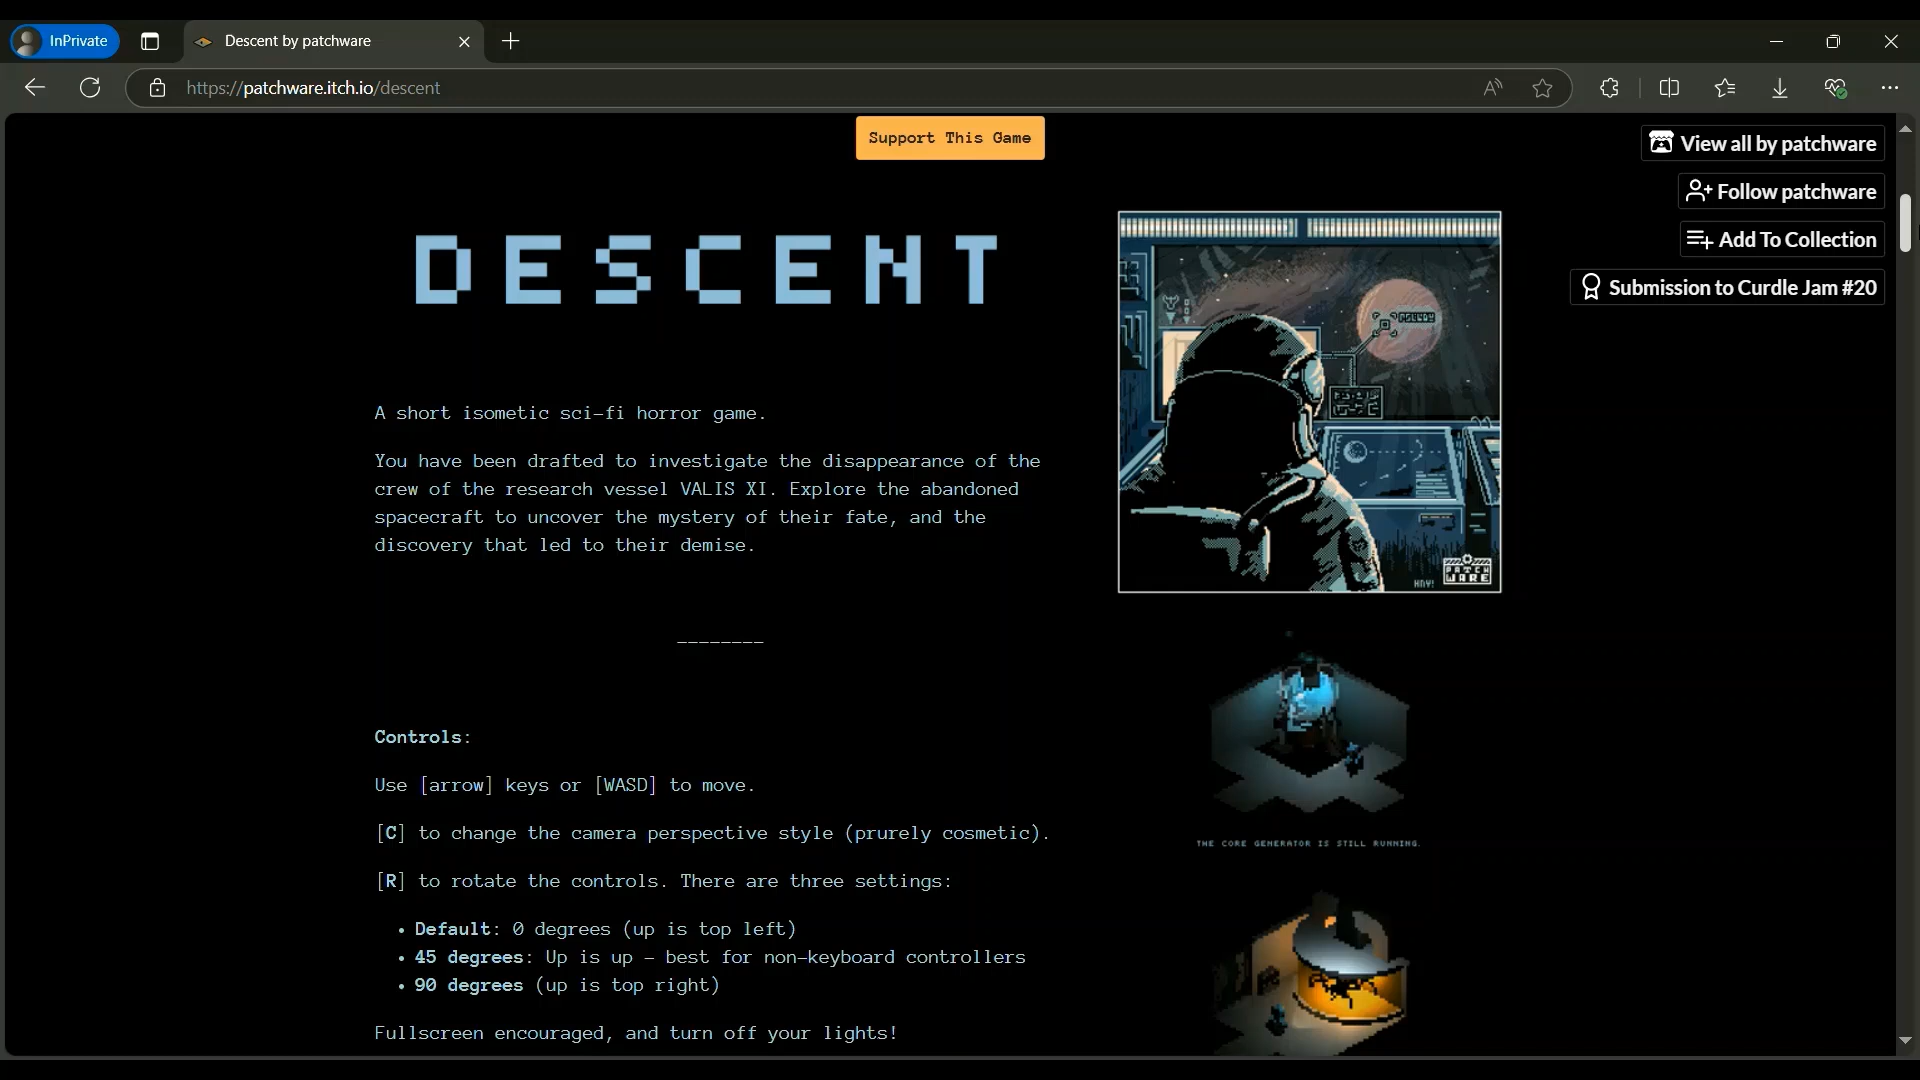 InPrivate
Descent by patchware
https://patchware.itch.io/descent
Support This Game
View all by patchware
Follow patchware
Add To Collection
Submission to Curdle Jam #20
DESCENT
A short isometic sci-fi horror game.
You have been drafted to investigate the disappearance of the
crew of the research vessel VALIS XI. Explore the abandoned
spacecraft to uncover the mystery of their fate, and the
discovery that led to their demise.
________
PATCH
WARE
HNY!
Controls:
Use [arrow] keys or [WASD] to move.
[C] to change the camera perspective style (prurely cosmetic).
[R] to rotate the controls. There are three settings:
• Default: 0 degrees (up is top left)
• 45 degrees: Up is up - best for non-keyboard controllers
• 90 degrees (up is top right)
Fullscreen encouraged, and turn off your lights!
THE CORE GENERATOR IS STILL RUNNING.